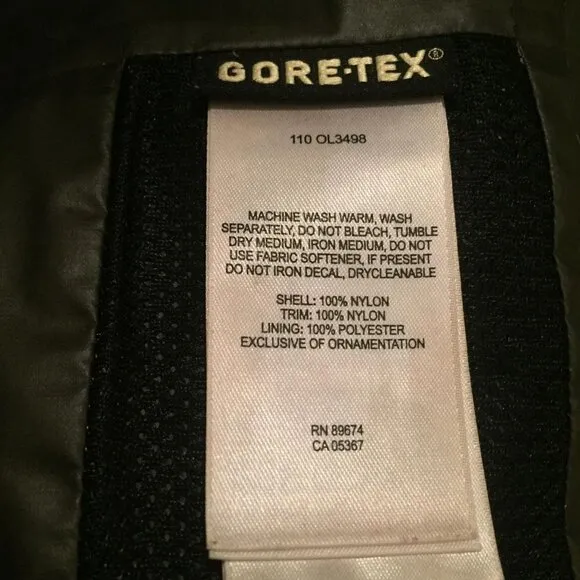 GORE-TEX®
110 OL3498
MACHINE WASH WARM, WASH
SEPARATELY, DO NOT BLEACH, TUMBLE
DRY MEDIUM, IRON MEDIUM, DO NOT
USE FABRIC SOFTENER, IF PRESENT
DO NOT IRON DECAL, DRYCLEANABLE
SHELL: 100% NYLON
TRIM: 100% NYLON
LINING: 100% POLYESTER
EXCLUSIVE OF ORNAMENTATION
RN 89674
CA 05367